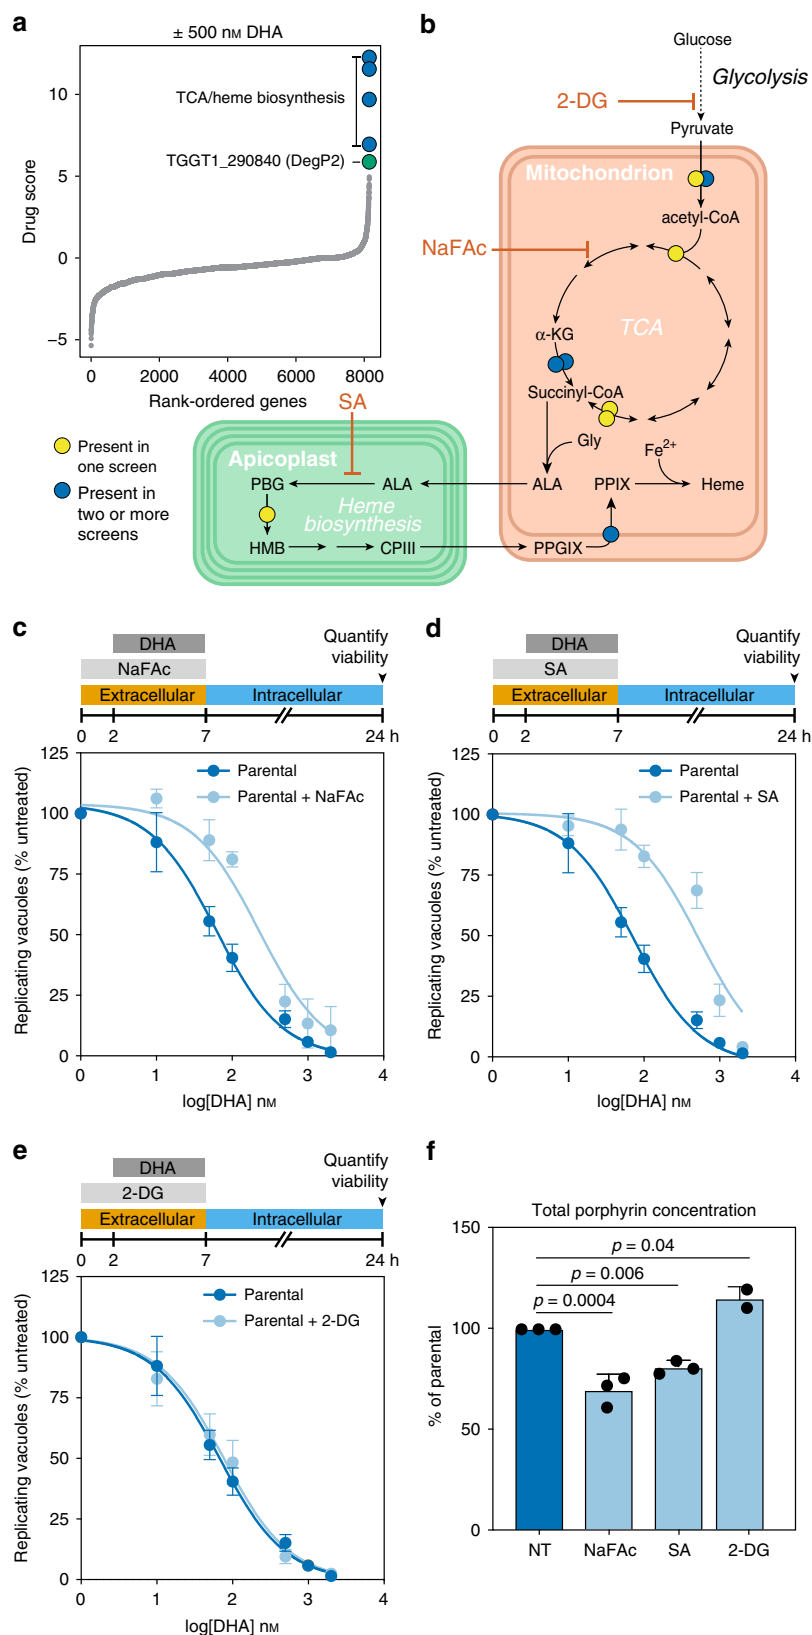 a
± 500 nM DHA
Drug score
10
5
0
−5
TCA/heme biosynthesis
TGGT1_290840 (DegP2)
0 2000 4000 6000 8000
Rank-ordered genes
Present in
one screen
Present in
two or more
screens
b
Glucose
Glycolysis
2-DG
Pyruvate
Mitochondrion
acetyl-CoA
NaFAc
TCA
α-KG
Succinyl-CoA
Gly
Fe2+
SA
Apicoplast
PBG
ALA
ALA
PPIX
Heme
Heme
biosynthesis
HMB
CPIII
PPGIX
c
DHA
NaFAc
Extracellular
Intracellular
Quantify
viability
0 2 7 24 h
Parental
Parental + NaFAc
Replicating vacuoles (% untreated)
125
100
75
50
25
0
0 1 2 3 4
log[DHA] nM
d
DHA
SA
Extracellular
Intracellular
Quantify
viability
0 2 7 24 h
Parental
Parental + SA
Replicating vacuoles (% untreated)
125
100
75
50
25
0
0 1 2 3 4
log[DHA] nM
e
DHA
2-DG
Extracellular
Intracellular
Quantify
viability
0 2 7 24 h
Parental
Parental + 2-DG
Replicating vacuoles (% untreated)
125
100
75
50
25
0
0 1 2 3 4
log[DHA] nM
f
Total porphyrin concentration
% of parental
150
100
50
0
p = 0.04
p = 0.006
p = 0.0004
NT NaFAc SA 2-DG